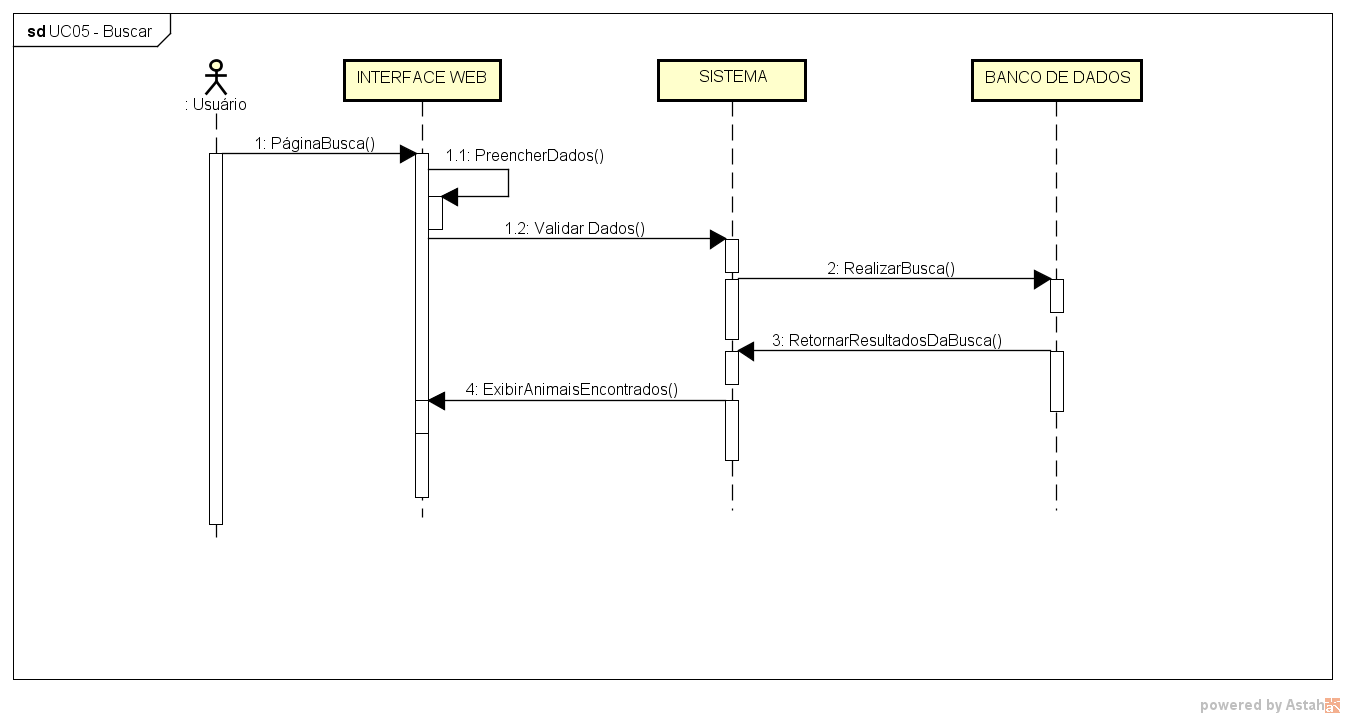 sd UC05 - Buscar
: Usuário
INTERFACE WEB
SISTEMA
BANCO DE DADOS
1: PáginaBusca()
1.1: PreencherDados()
1.2: Validar Dados()
2: RealizarBusca()
3: RetornarResultadosDaBusca()
4: ExibirAnimaisEncontrados()
powered by Astah